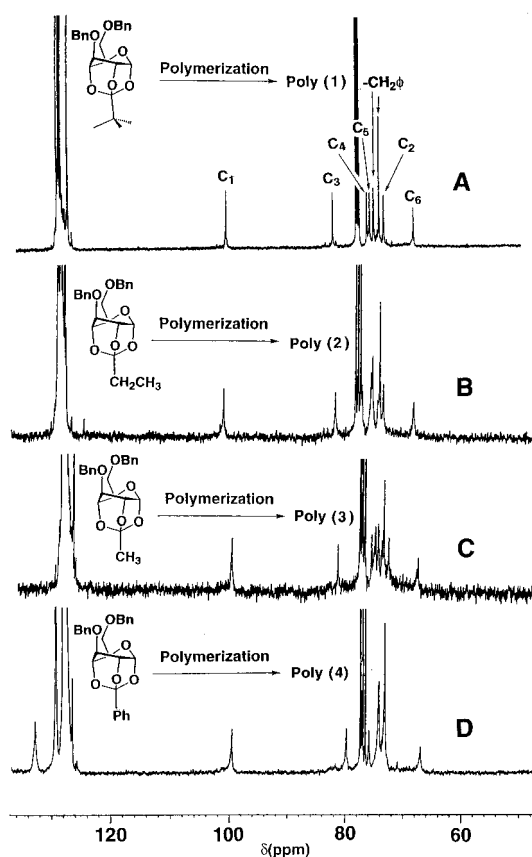 OBn
BnO
O
O
O
O
Polymerization
Poly (1)
-CH₂ϕ
C₅
C₄
C₂
C₁
C₃
C₆
A
BnO
OBn
O
O
O
O
CH₂CH₃
Polymerization
Poly (2)
B
BnO
OBn
O
O
O
O
CH₃
Polymerization
Poly (3)
C
BnO
OBn
O
O
O
O
Ph
Polymerization
Poly (4)
D
120 100 80 60
δ(ppm)